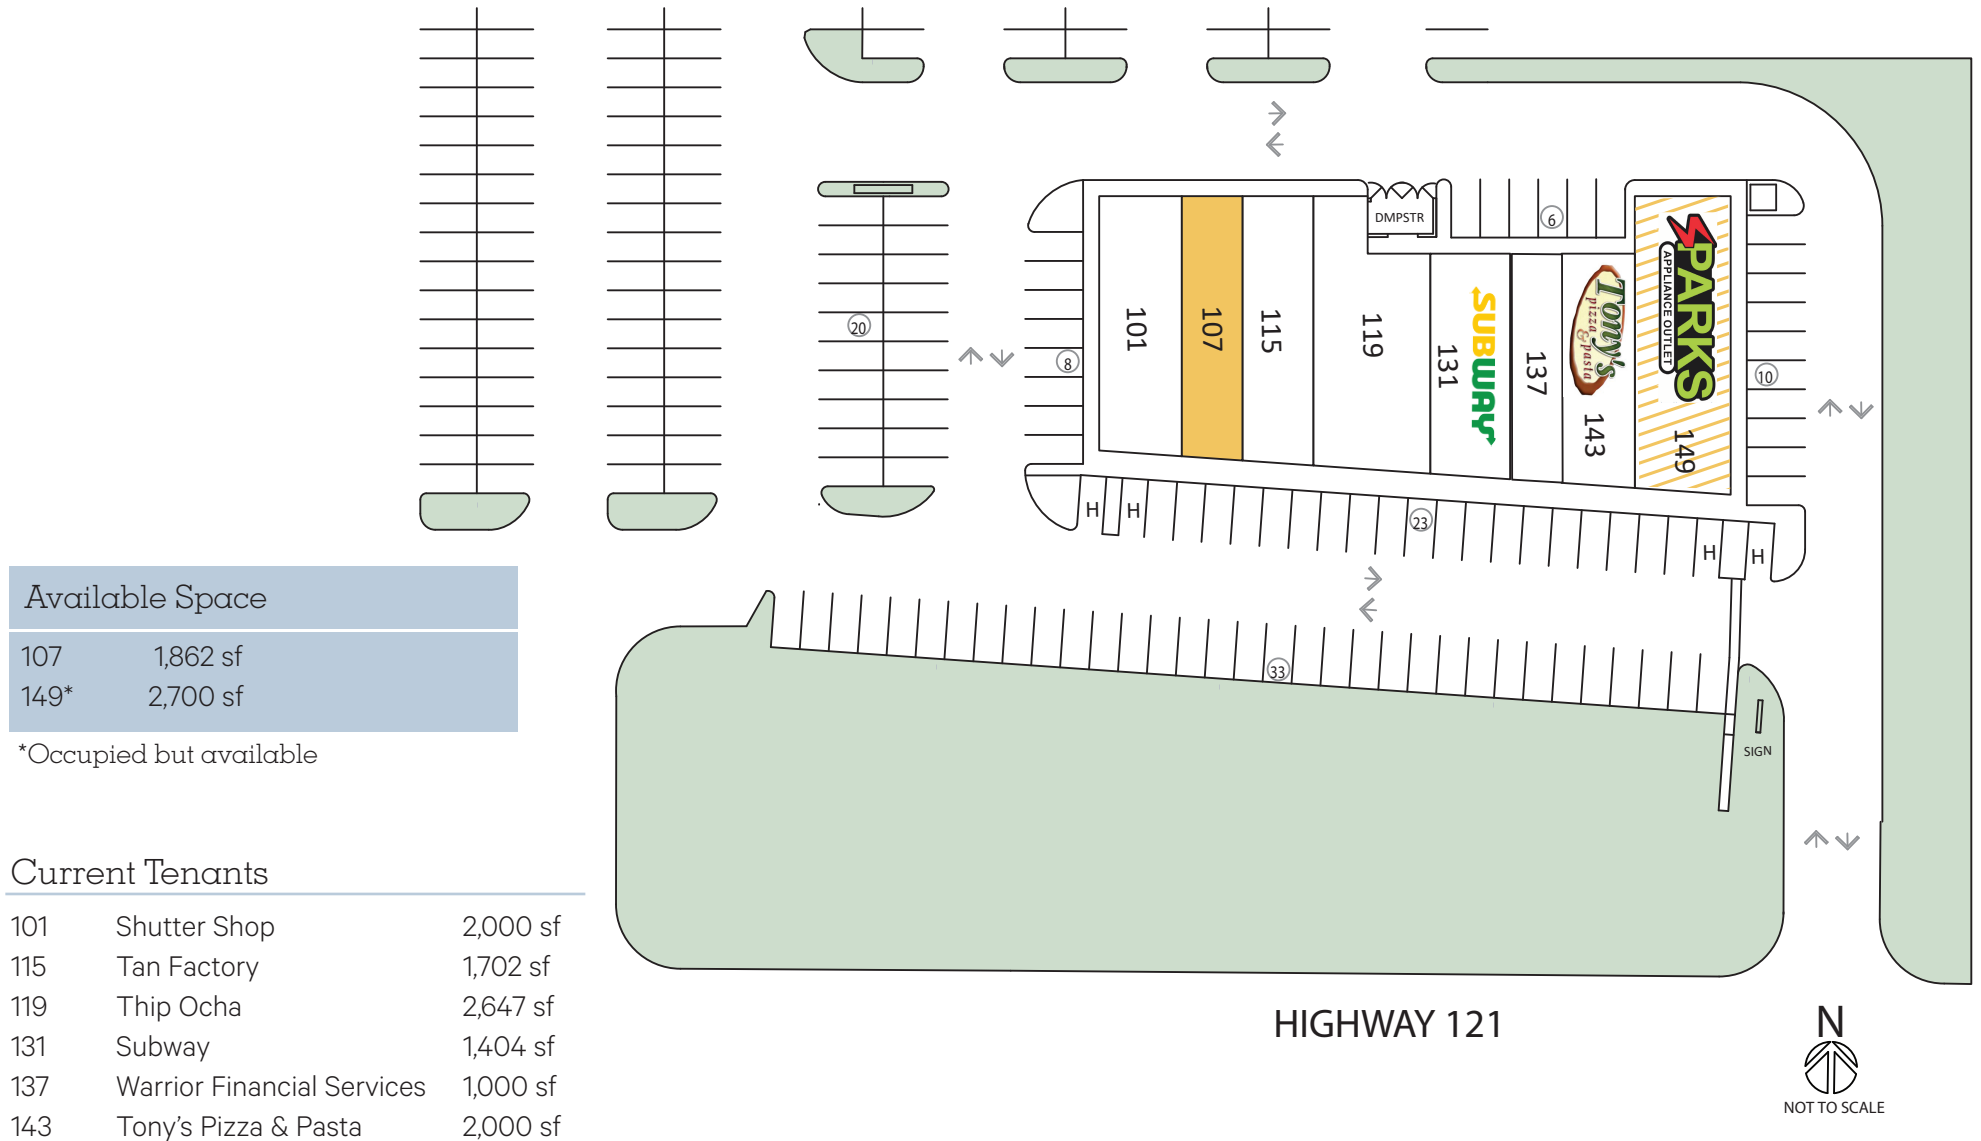 DMPSTR
6
20
8
10
23
33
101
107
115
119
131
SUBWAY
137
Tony's
pizza & pasta
143
SPARKS
APPLIANCE OUTLET
149
H
H
H
H
SIGN
Available Space
107 1,862 sf
149* 2,700 sf
*Occupied but available
Current Tenants
101 Shutter Shop 2,000 sf
115 Tan Factory 1,702 sf
119 Thip Ocha 2,647 sf
131 Subway 1,404 sf
137 Warrior Financial Services 1,000 sf
143 Tony's Pizza & Pasta 2,000 sf
HIGHWAY 121
N
NOT TO SCALE